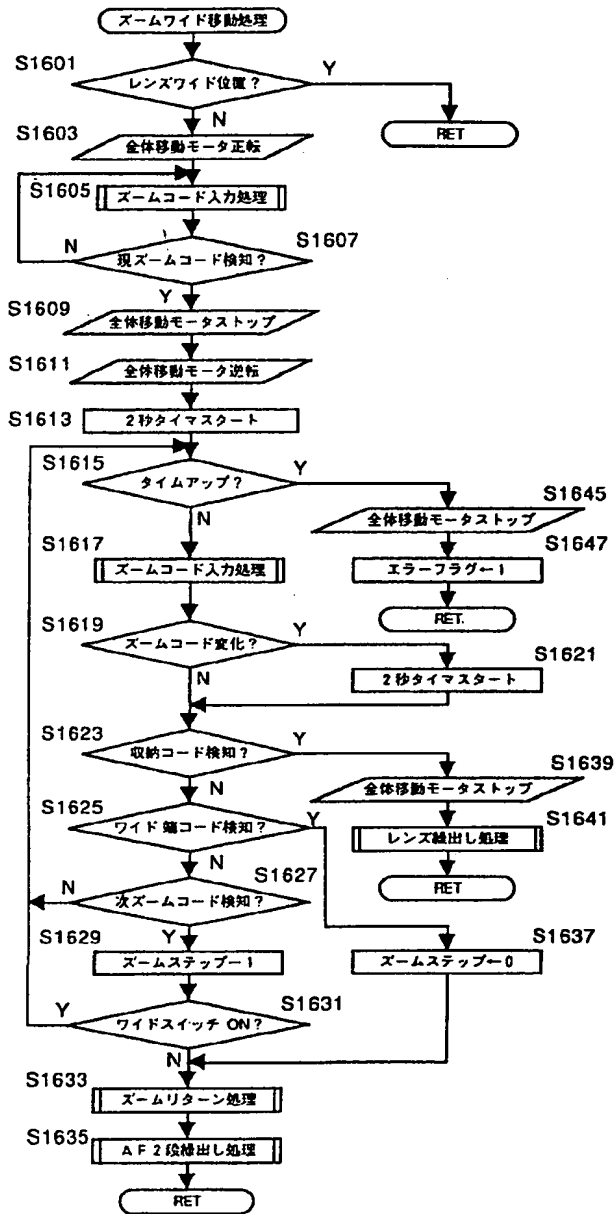 ズームワイド移動処理
S1601
レンズワイド位置?
Y
N
RET
S1603
全体移動モータ正転
S1605
ズームコード入力処理
S1607
現ズームコード検知?
N
Y
S1609
全体移動モータストップ
S1611
全体移動モータ逆転
S1613
2秒タイマスタート
S1615
タイムアップ?
Y
N
S1645
全体移動モータストップ
S1647
エラーフラグ←1
RET.
S1617
ズームコード入力処理
S1619
ズームコード変化?
Y
N
S1621
2秒タイマスタート
S1623
収納コード検知?
Y
N
S1639
全体移動モータストップ
S1641
レンズ繰出し処理
RET
S1625
ワイド端コード検知?
Y
N
S1627
次ズームコード検知?
N
Y
S1629
ズームステップ−1
S1637
ズームステップ←0
S1631
ワイドスイッチ ON?
Y
N
S1633
ズームリターン処理
S1635
AF2段繰出し処理
RET